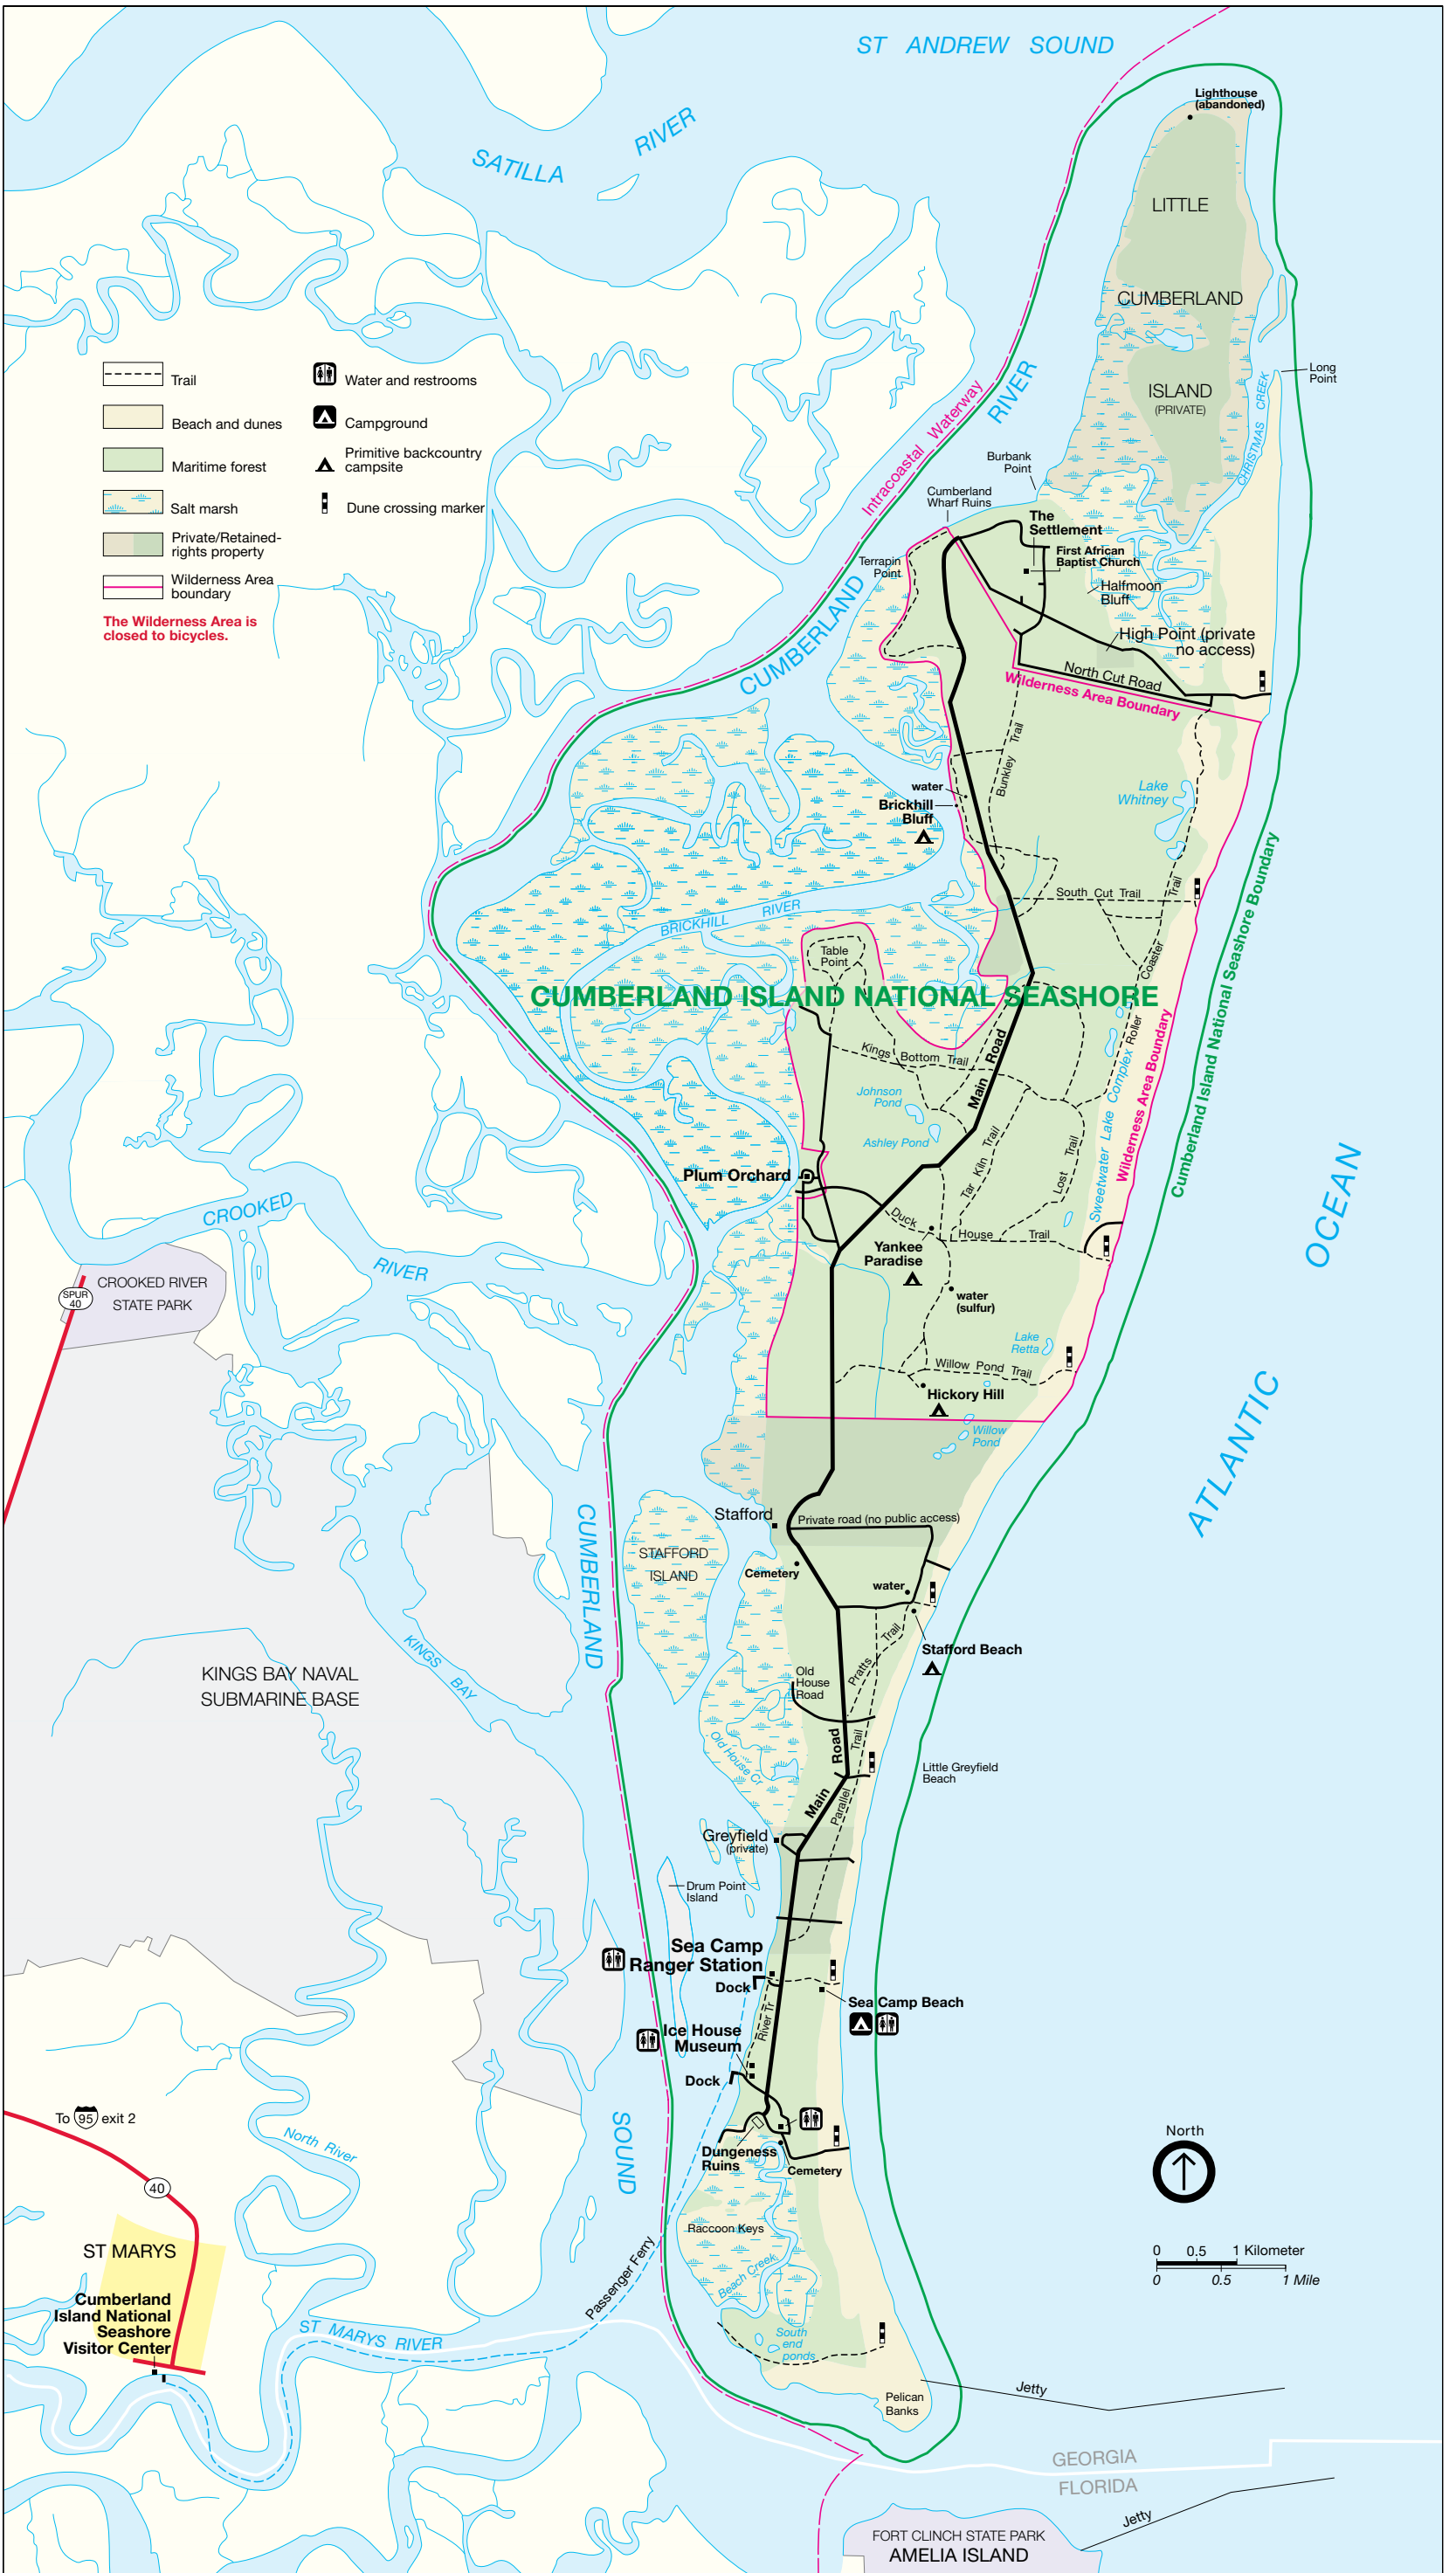 ST ANDREW SOUND
SATILLA RIVER
Lighthouse
(abandoned)
LITTLE
CUMBERLAND
ISLAND
(PRIVATE)
CHRISTMAS CREEK
Long
Point
Intracoastal Waterway
CUMBERLAND RIVER
Trail
Beach and dunes
Maritime forest
Salt marsh
Private/Retained-
rights property
Wilderness Area
boundary
The Wilderness Area is
closed to bicycles.
Water and restrooms
Campground
Primitive backcountry
campsite
Dune crossing marker
Burbank
Point
Cumberland
Wharf Ruins
The
Settlement
First African
Baptist Church
Terrapin
Point
Halfmoon
Bluff
High Point (private
no access)
North Cut Road
Wilderness Area Boundary
Bunkley Trail
Lake
Whitney
water
Brickhill
Bluff
South Cut Trail
BRICKHILL RIVER
Table
Point
Roller Coaster Trail
CUMBERLAND ISLAND NATIONAL SEASHORE
Cumberland Island National Seashore Boundary
Wilderness Area Boundary
Kings Bottom Trail
Main Road
Johnson
Pond
Ashley Pond
Sweetwater Lake Complex
Plum Orchard
Tar Kiln Trail
Lost Trail
Duck House Trail
Yankee
Paradise
water
(sulfur)
Lake
Retta
Willow Pond Trail
Hickory Hill
Willow
Pond
CROOKED RIVER
CROOKED RIVER
STATE PARK
SPUR
40
ATLANTIC OCEAN
Stafford
Private road (no public access)
STAFFORD
ISLAND
Cemetery
water
Stafford Beach
CUMBERLAND SOUND
KINGS BAY
KINGS BAY NAVAL
SUBMARINE BASE
Old
House
Road
Pratts Trail
Old House Cr
Main Road
Parallel Trail
Little Greyfield
Beach
Greyfield
(private)
Drum Point
Island
Sea Camp
Ranger Station
Dock
Sea Camp Beach
River Tr
Ice House
Museum
Dock
Dungeness
Ruins
Cemetery
To 95 exit 2
North River
40
ST MARYS
Cumberland
Island National
Seashore
Visitor Center
ST MARYS RIVER
Passenger Ferry
Raccoon Keys
Beach Creek
South
end
ponds
Pelican
Banks
Jetty
North
0 0.5 1 Kilometer
0 0.5 1 Mile
GEORGIA
FLORIDA
Jetty
FORT CLINCH STATE PARK
AMELIA ISLAND